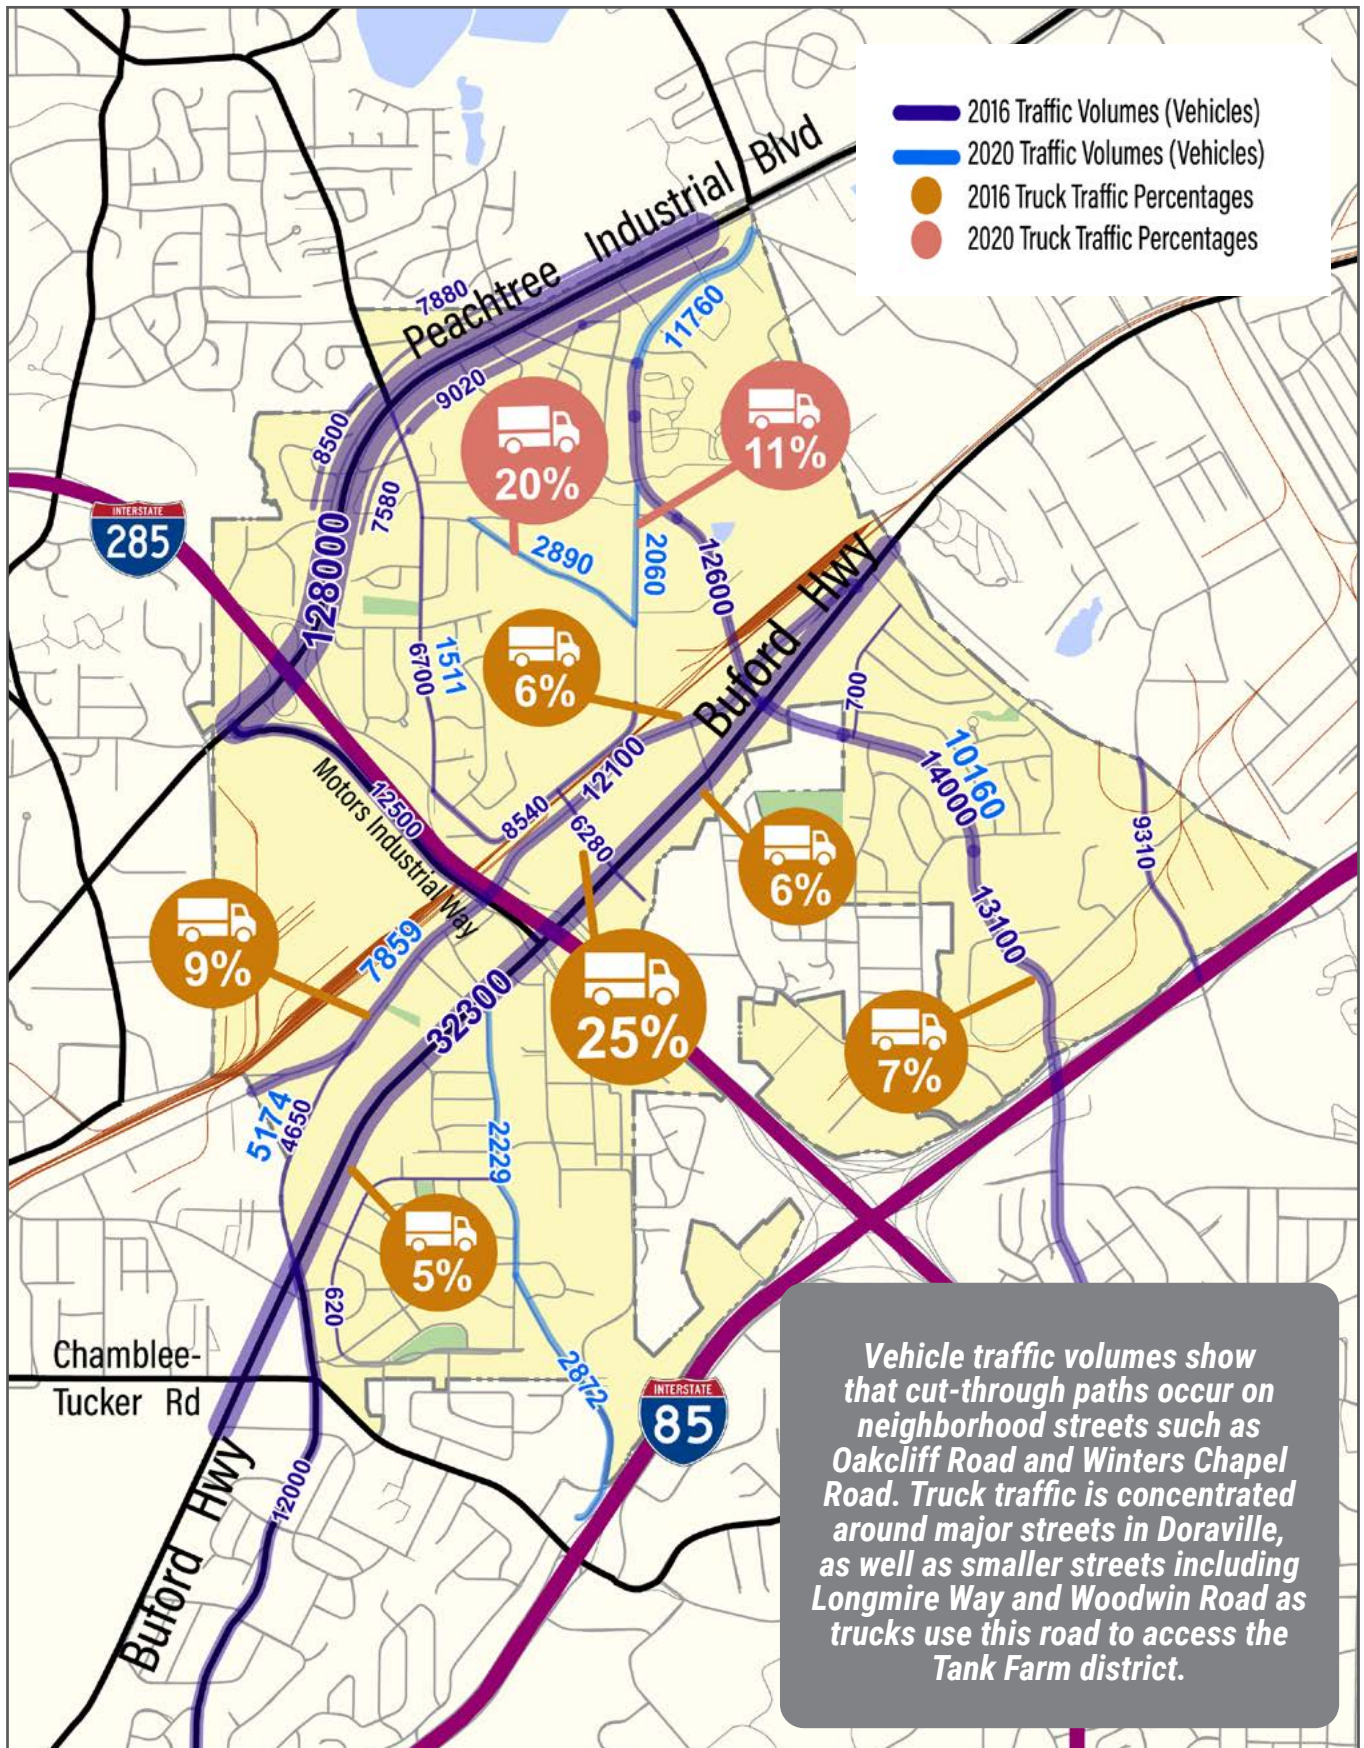 2016 Traffic Volumes (Vehicles)
2020 Traffic Volumes (Vehicles)
2016 Truck Traffic Percentages
2020 Truck Traffic Percentages
Peachtree Industrial Blvd
7880
11760
9020
8500
7580
20%
11%
INTERSTATE
285
128000
2890
2060
12600
Buford Hwy
1511
6700
6%
700
Motors Industrial Way
12500
12100
8540
6280
10160
14000
9310
6%
13100
9%
7859
32300
25%
7%
5174
4650
2229
5%
620
Chamblee-
Tucker Rd
2872
INTERSTATE
85
12000
Buford Hwy
Vehicle traffic volumes show
that cut-through paths occur on
neighborhood streets such as
Oakcliff Road and Winters Chapel
Road. Truck traffic is concentrated
around major streets in Doraville,
as well as smaller streets including
Longmire Way and Woodwin Road as
trucks use this road to access the
Tank Farm district.